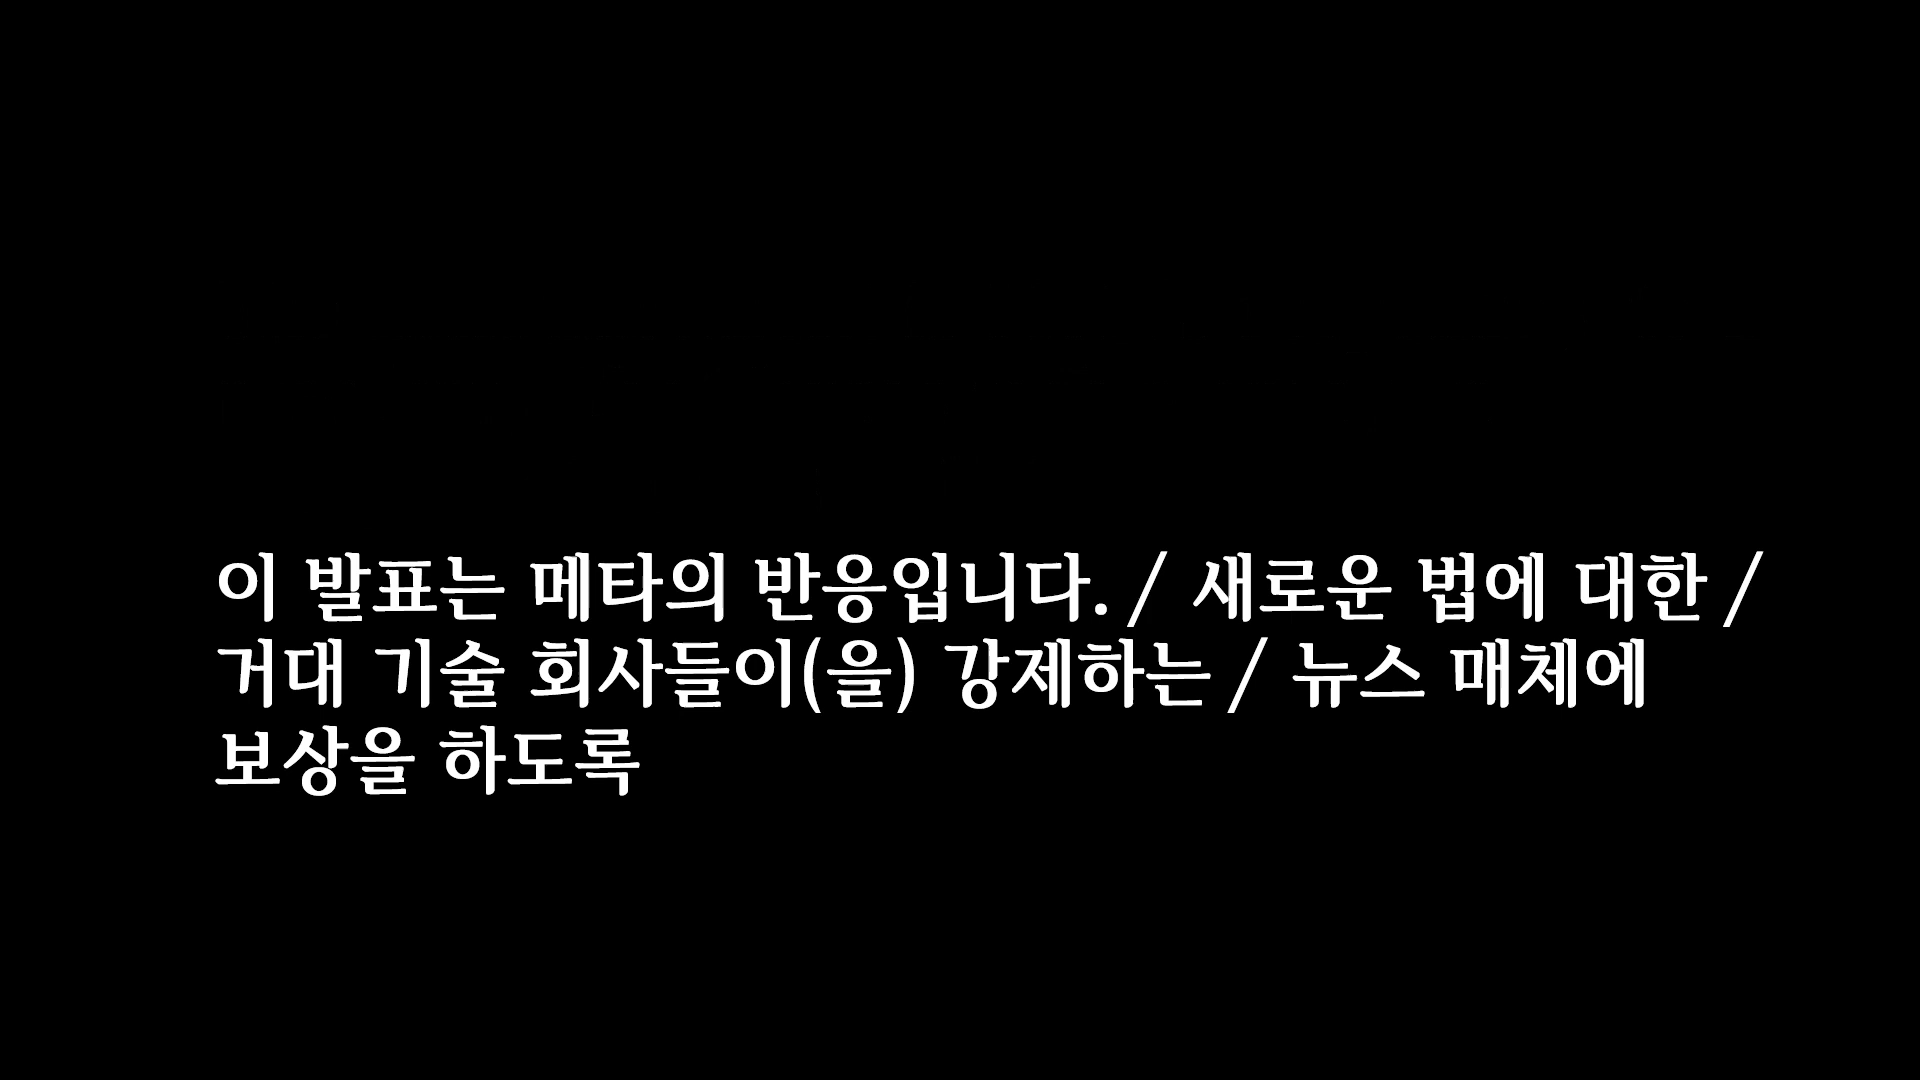 이 발표는 메타의 반응입니다. / 새로운 법에 대한 /
거대 기술 회사들이(을) 강제하는 / 뉴스 매체에
보상을 하도록